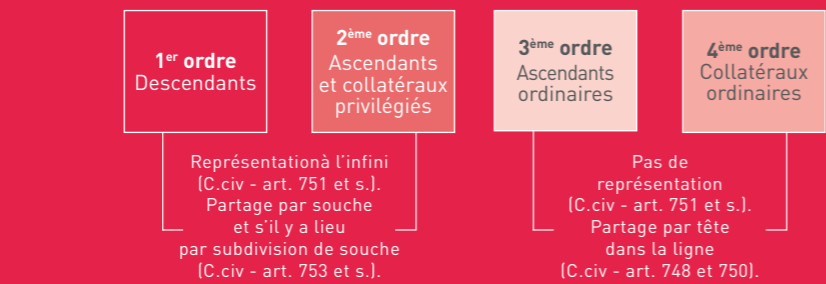 1er ordre
Descendants
2ème ordre
Ascendants
et collatéraux
privilégiés
3ème ordre
Ascendants
ordinaires
4ème ordre
Collatéraux
ordinaires
Représentationà l'infini
(C.civ - art. 751 et s.).
Partage par souche
et s'il y a lieu
par subdivision de souche
(C.civ - art. 753 et s.).
Pas de
représentation
(C.civ - art. 751 et s.).
Partage par tête
dans la ligne
(C.civ - art. 748 et 750).